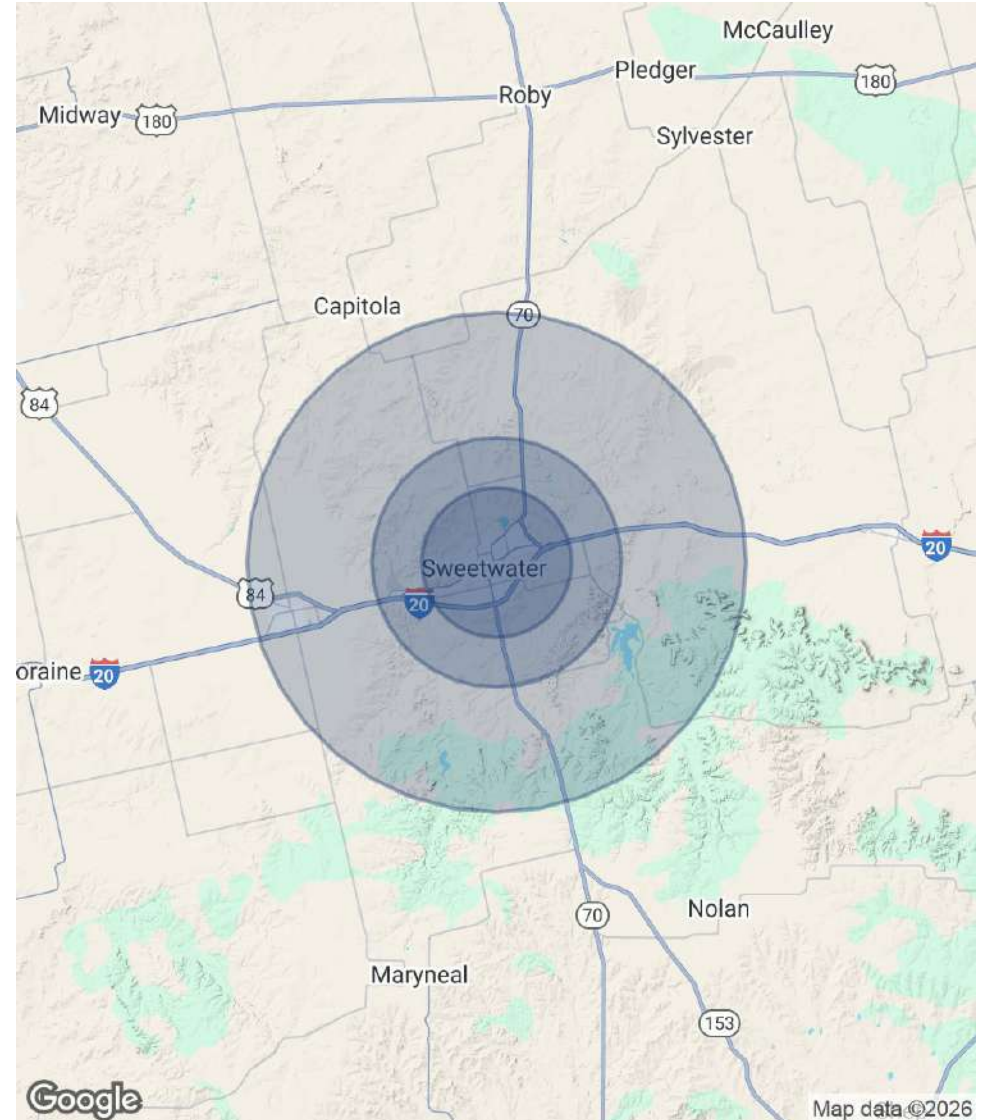 McCaulley
Pledger
180
Roby
Midway
180
Sylvester
Capitola
70
84
Sweetwater
20
84
20
oraine
20
70
Nolan
Maryneal
153
Google
Map data ©2026